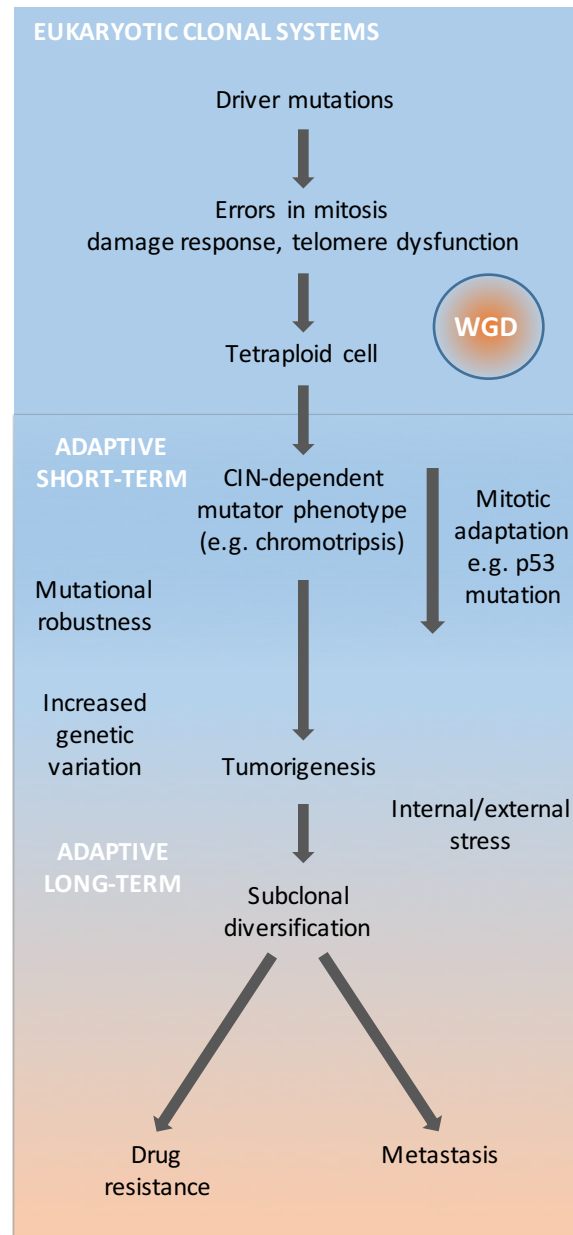 EUKARYOTIC CLONAL SYSTEMS
Driver mutations
Errors in mitosis
damage response, telomere dysfunction
WGD
Tetraploid cell
ADAPTIVE
SHORT-TERM
CIN-dependent
mutator phenotype
(e.g. chromotripsis)
Mitotic
adaptation
e.g. p53
mutation
Mutational
robustness
Increased
genetic
variation
Tumorigenesis
Internal/external
stress
ADAPTIVE
LONG-TERM
Subclonal
diversification
Drug
resistance
Metastasis